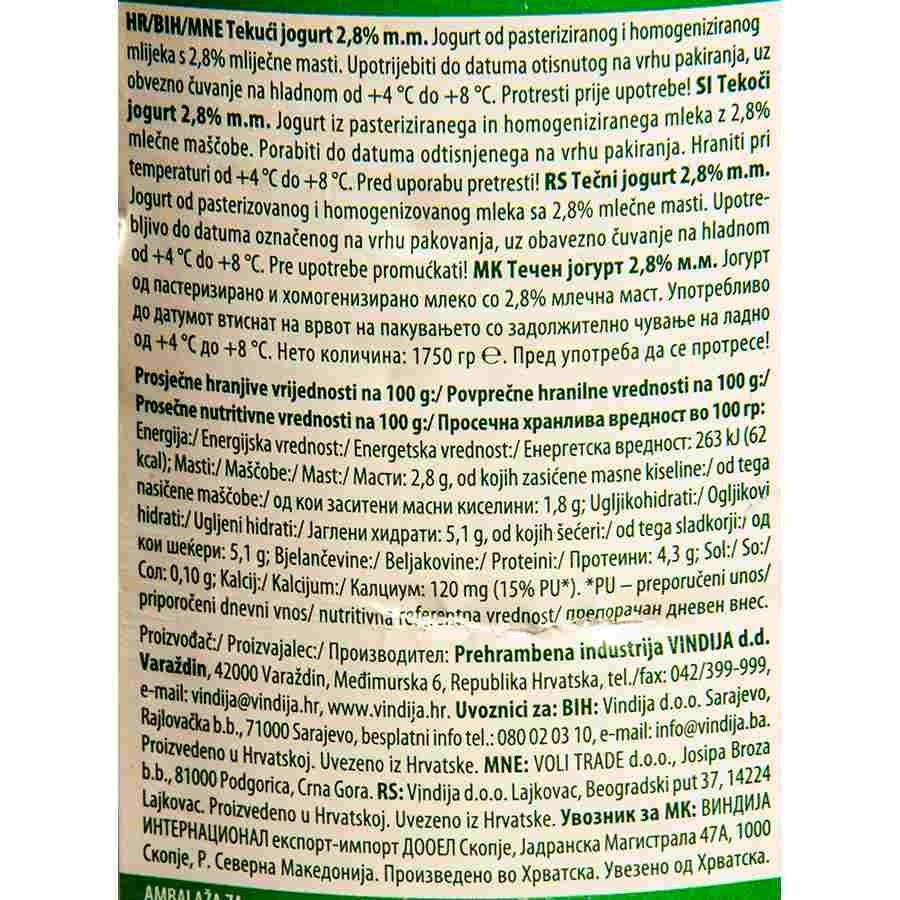 HR/BIH/MNE Tekući jogurt 2,8% m.m. Jogurt od pasteriziranog i homogeniziranog
mlijeka s 2,8% mliječne masti. Upotrijebiti do datuma otisnutog na vrhu pakiranja, uz
obvezno čuvanje na hladnom od +4 °C do +8 °C. Protresti prije upotrebe! SI Tekoči
jogurt 2,8% m.m. Jogurt iz pasteriziranega in homogeniziranega mleka z 2,8%
mlečne maščobe. Porabiti do datuma odtisnjenega na vrhu pakiranja. Hraniti pri
temperaturi od +4 °C do +8 °C. Pred uporabu pretresti! RS Tečni jogurt 2,8% m.m.
Jogurt od pasterizovanog i homogenizovanog mleka sa 2,8% mlečne masti. Upotre-
bljivo do datuma označenog na vrhu pakovanja, uz obavezno čuvanje na hladnom
od +4 °C do +8 °C. Pre upotrebe promućkati! MK Течен јогурт 2,8% м.м. Јогурт
од пастеризирано и хомогенизирано млеко со 2,8% млечна маст. Употребливо
до датумот втиснат на врвот на пакувањето со задолжително чување на ладно
од +4 °C до +8 °C. Нето количина: 1750 гр ℮. Пред употреба да се протресе!
Prosječne hranjive vrijednosti na 100 g:/ Povprečne hranilne vrednosti na 100 g:/
Prosečne nutritivne vrednosti na 100 g:/ Просечна хранлива вредност во 100 гр:
Energija:/ Energijska vrednost:/ Energetska vrednost:/ Енергетска вредност: 263 kJ (62
kcal); Masti:/ Maščobe:/ Mast:/ Масти: 2,8 g, od kojih zasićene masne kiseline:/ od tega
nasičene maščobe:/ од кои заситени масни киселини: 1,8 g; Ugljikohidrati:/ Ogljikovi
hidrati:/ Ugljeni hidrati:/ Јаглени хидрати: 5,1 g, od kojih šećeri:/ od tega sladkorji:/ од
кои шеќери: 5,1 g; Bjelančevine:/ Beljakovine:/ Proteini:/ Протеини: 4,3 g; Sol:/ So:/
Сол: 0,10 g; Kalcij:/ Kalcijum:/ Калциум: 120 mg (15% PU*). *PU – preporučeni unos/
priporočeni dnevni vnos/ nutritivna referentna vrednost/ препорачан дневен внес.
Proizvođač:/ Proizvajalec:/ Производител: Prehrambena industrija VINDIJA d.d.
Varaždin, 42000 Varaždin, Međimurska 6, Republika Hrvatska, tel./fax: 042/399-999,
e-mail: vindija@vindija.hr, www.vindija.hr. Uvoznici za: BIH: Vindija d.o.o. Sarajevo,
Rajlovačka b.b., 71000 Sarajevo, besplatni info tel.: 080 02 03 10, e-mail: info@vindija.ba.
Proizvedeno u Hrvatskoj. Uvezeno iz Hrvatske. MNE: VOLI TRADE d.o.o., Josipa Broza
b.b., 81000 Podgorica, Crna Gora. RS: Vindija d.o.o. Lajkovac, Beogradski put 37, 14224
Lajkovac. Proizvedeno u Hrvatskoj. Uvezeno iz Hrvatske. Увозник за МК: ВИНДИЈА
ИНТЕРНАЦИОНАЛ експорт-импорт ДООЕЛ Скопје, Јадранска Магистрала 47А, 1000
Скопје, Р. Северна Македонија. Произведено во Хрватска. Увезено од Хрватска.
AMBALAŽA ZA